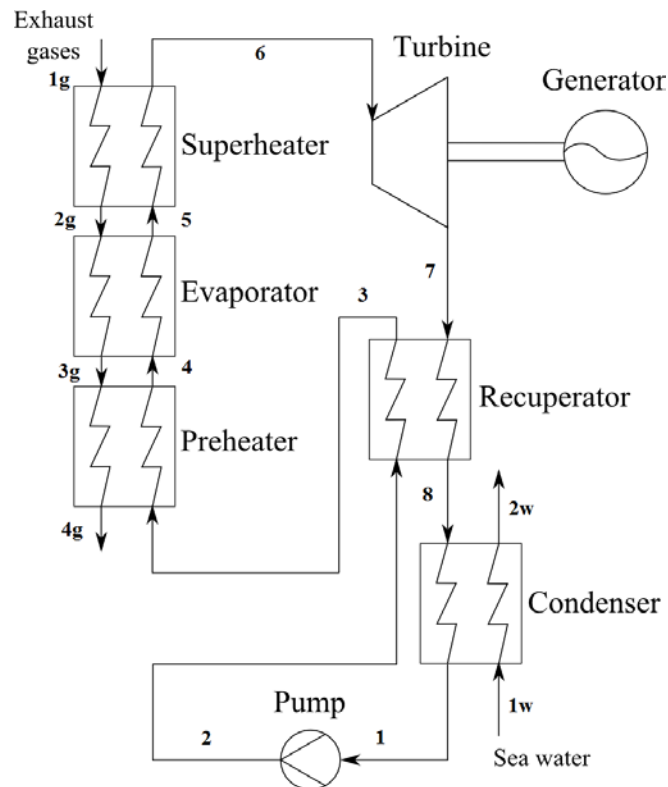 Exhaust
gases
1g
6
Turbine
Generator
Superheater
2g
5
Evaporator
7
3
3g
4
Recuperator
Preheater
8
2w
4g
Condenser
Pump
1w
2
1
Sea water